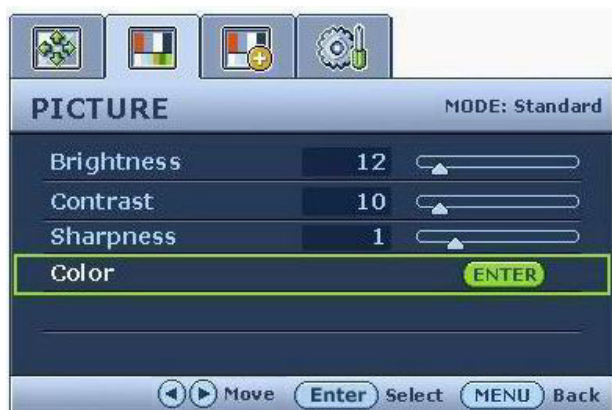 PICTURE MODE: Standard
Brightness 12
Contrast 10
Sharpness 1
Color ENTER
Move Enter Select MENU Back